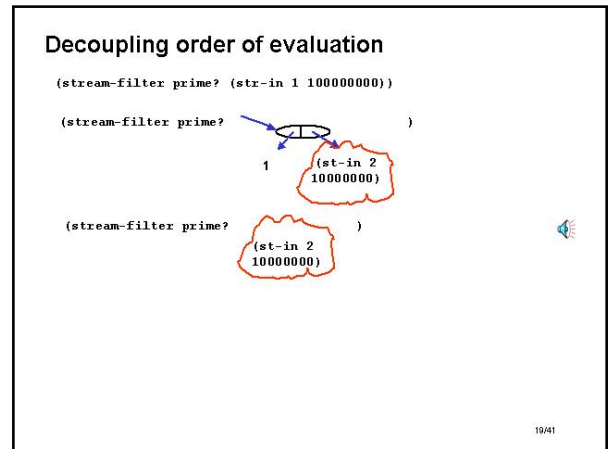 Decoupling order of evaluation
(stream-filter prime? (str-in 1 100000000))
(stream-filter prime? )
1
(st-in 2
10000000)
(stream-filter prime? )
(st-in 2
10000000)
19/41